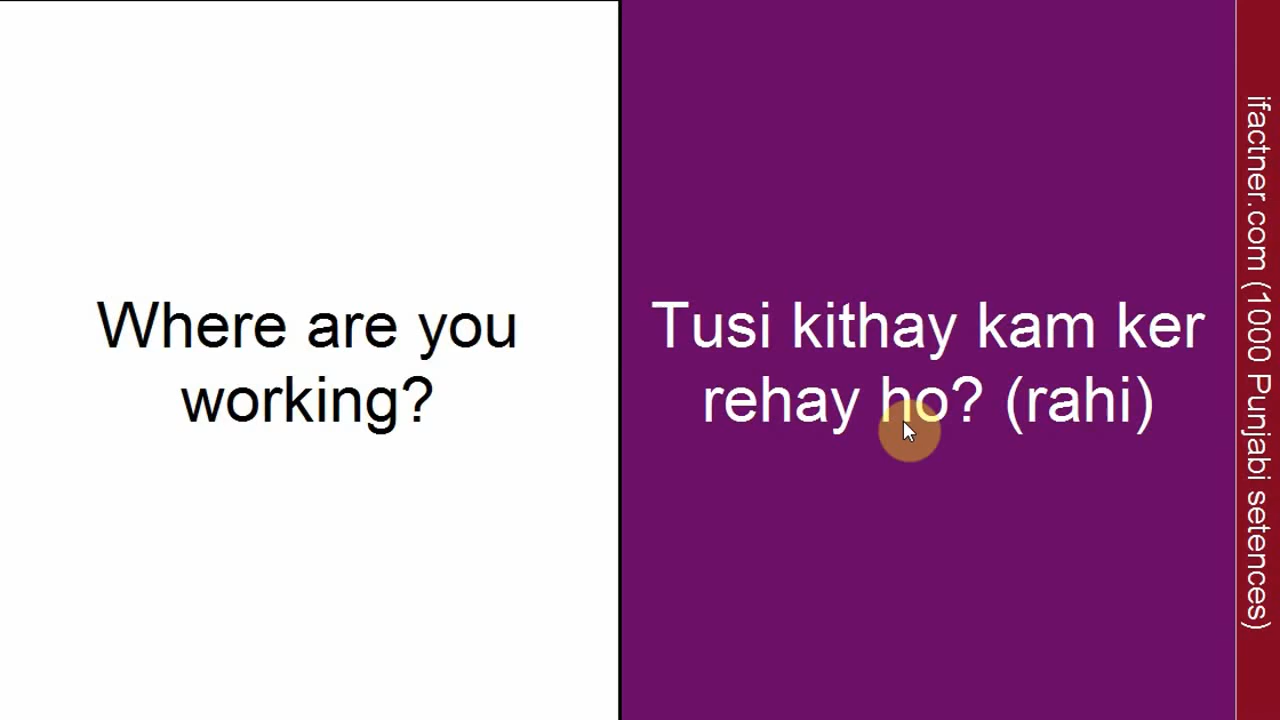 Where are you
working?
Tusi kithay kam ker
rehay ho? (rahi)
ifactner.com (1000 Punjabi setences)